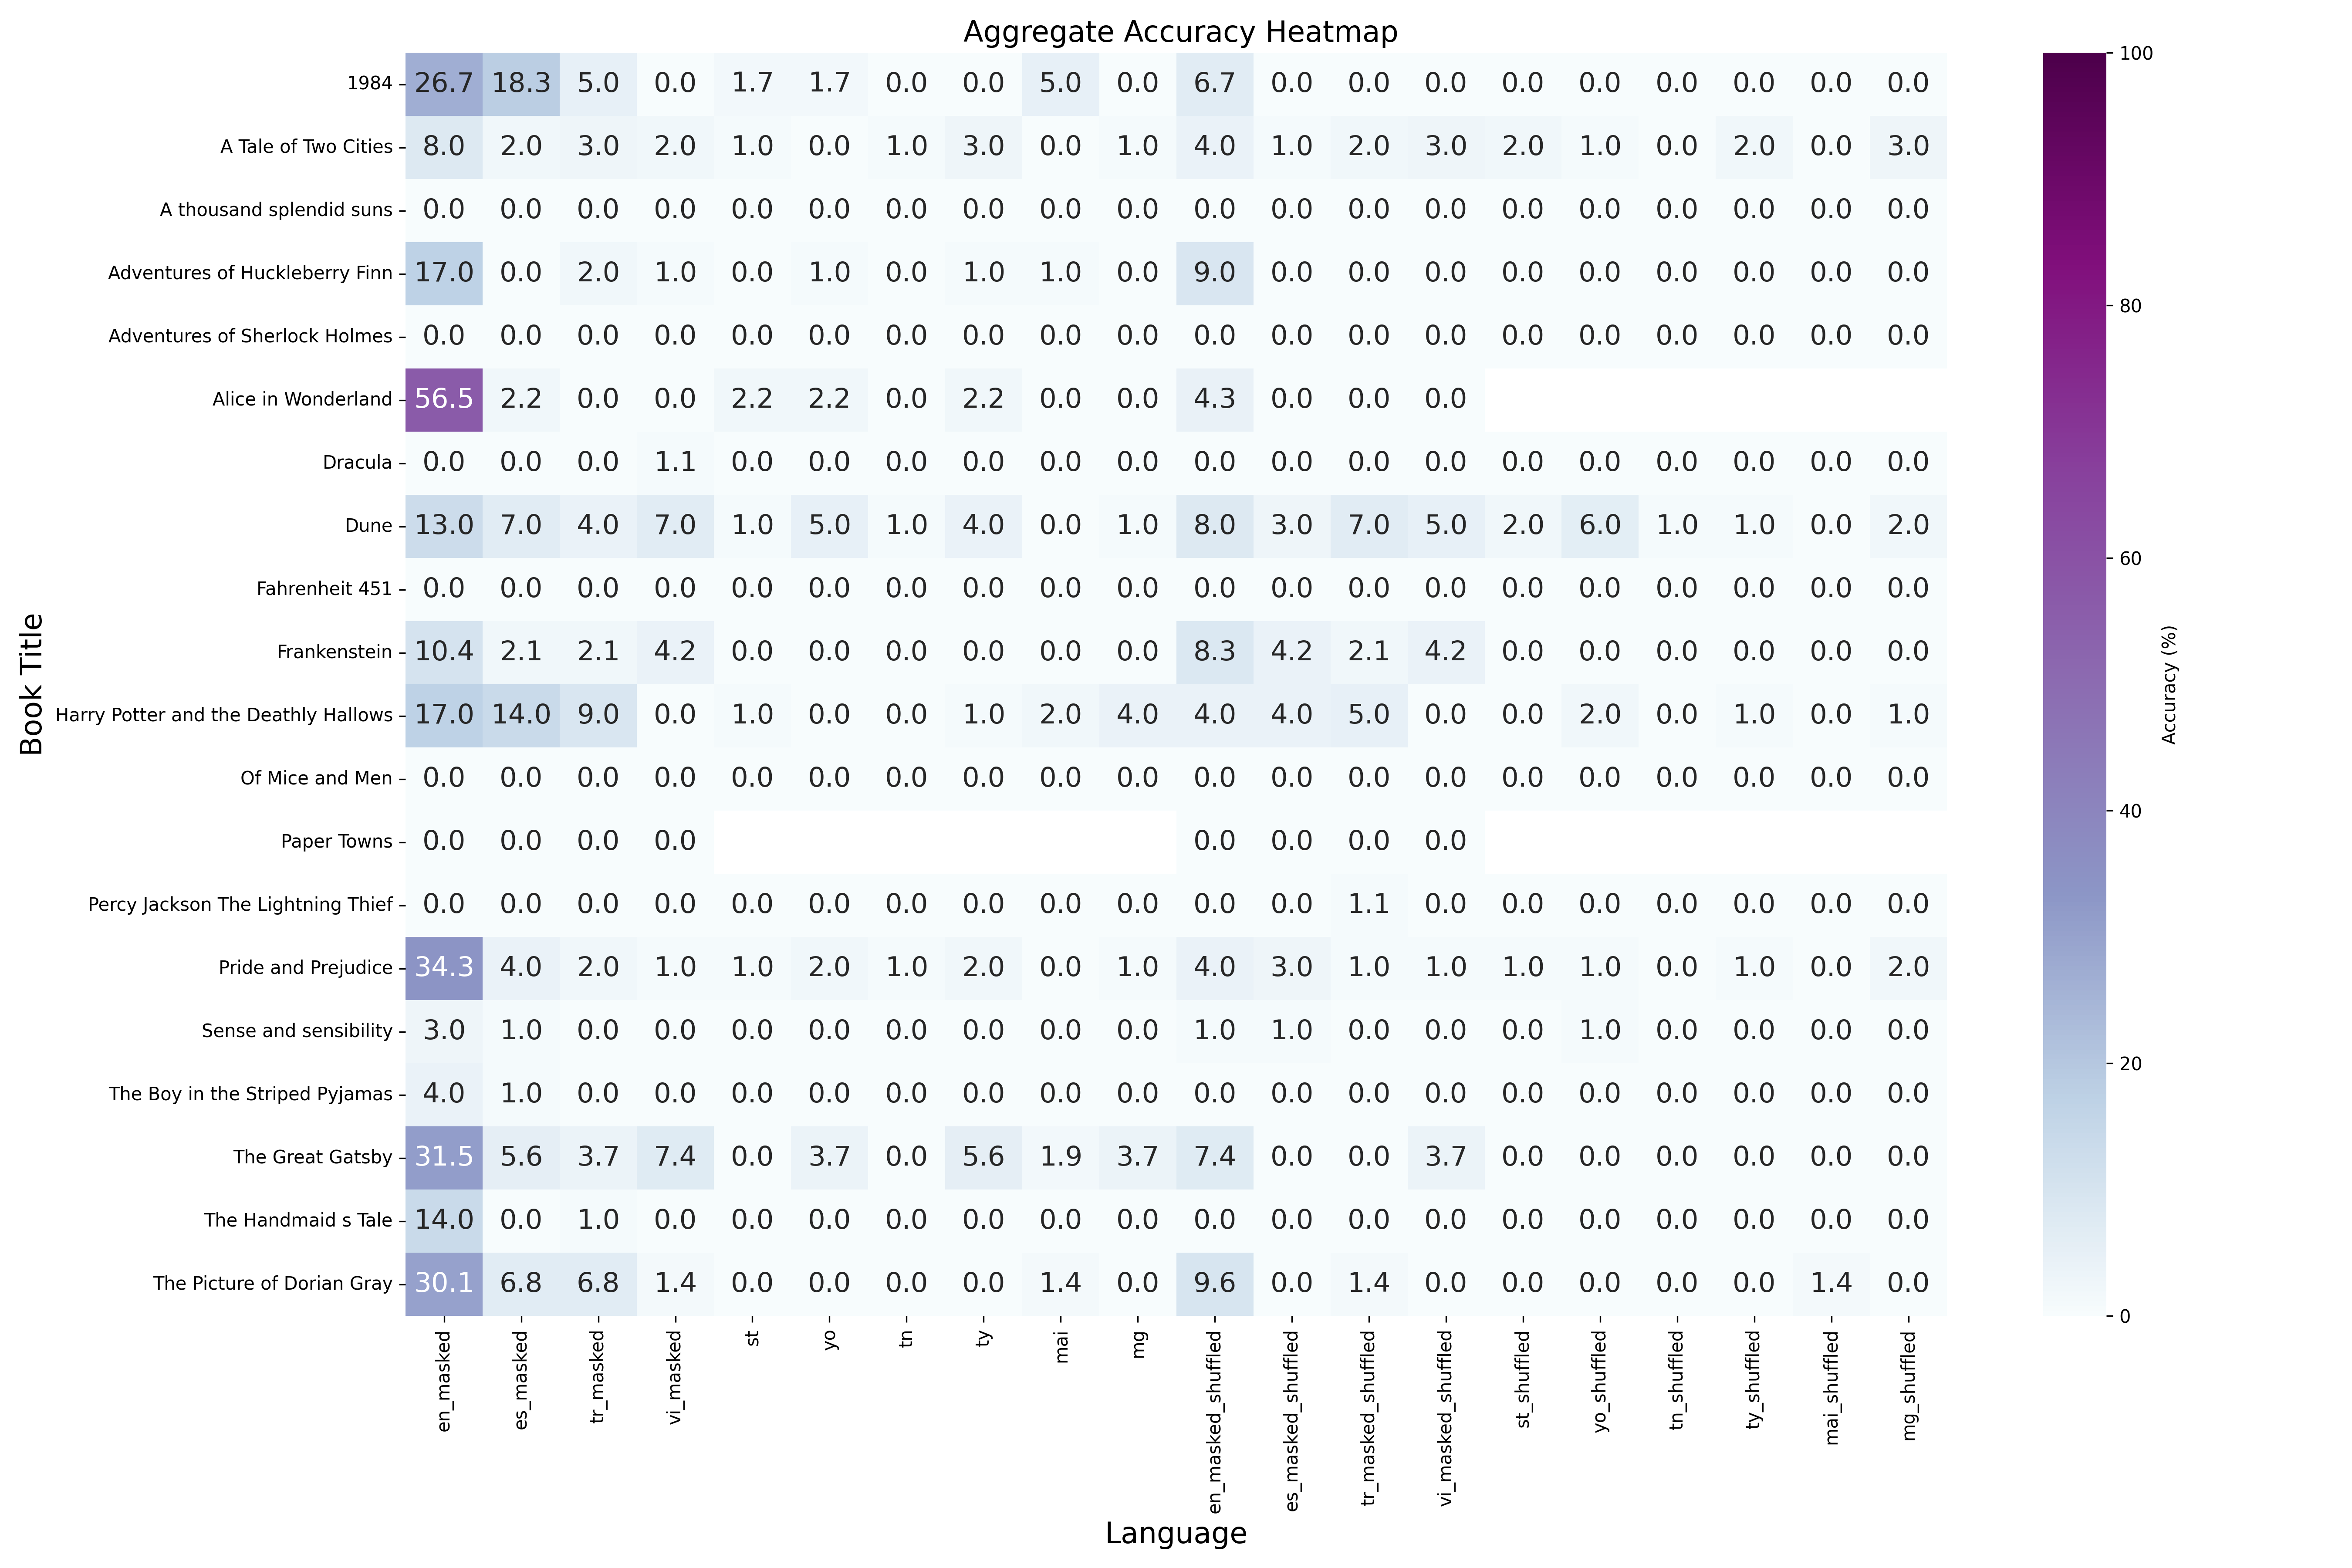 Aggregate Accuracy Heatmap
Book Title
1984 26.7 18.3 5.0 0.0 1.7 1.7 0.0 0.0 5.0 0.0 6.7 0.0 0.0 0.0 0.0 0.0 0.0 0.0 0.0 0.0
A Tale of Two Cities 8.0 2.0 3.0 2.0 1.0 0.0 1.0 3.0 0.0 1.0 4.0 1.0 2.0 3.0 2.0 1.0 0.0 2.0 0.0 3.0
A thousand splendid suns 0.0 0.0 0.0 0.0 0.0 0.0 0.0 0.0 0.0 0.0 0.0 0.0 0.0 0.0 0.0 0.0 0.0 0.0 0.0 0.0
Adventures of Huckleberry Finn 17.0 0.0 2.0 1.0 0.0 1.0 0.0 1.0 1.0 0.0 9.0 0.0 0.0 0.0 0.0 0.0 0.0 0.0 0.0 0.0
Adventures of Sherlock Holmes 0.0 0.0 0.0 0.0 0.0 0.0 0.0 0.0 0.0 0.0 0.0 0.0 0.0 0.0 0.0 0.0 0.0 0.0 0.0 0.0
Alice in Wonderland 56.5 2.2 0.0 0.0 2.2 2.2 0.0 2.2 0.0 0.0 4.3 0.0 0.0 0.0
Dracula 0.0 0.0 0.0 1.1 0.0 0.0 0.0 0.0 0.0 0.0 0.0 0.0 0.0 0.0 0.0 0.0 0.0 0.0 0.0 0.0
Dune 13.0 7.0 4.0 7.0 1.0 5.0 1.0 4.0 0.0 1.0 8.0 3.0 7.0 5.0 2.0 6.0 1.0 1.0 0.0 2.0
Fahrenheit 451 0.0 0.0 0.0 0.0 0.0 0.0 0.0 0.0 0.0 0.0 0.0 0.0 0.0 0.0 0.0 0.0 0.0 0.0 0.0 0.0
Frankenstein 10.4 2.1 2.1 4.2 0.0 0.0 0.0 0.0 0.0 0.0 8.3 4.2 2.1 4.2 0.0 0.0 0.0 0.0 0.0 0.0
Harry Potter and the Deathly Hallows 17.0 14.0 9.0 0.0 1.0 0.0 0.0 1.0 2.0 4.0 4.0 4.0 5.0 0.0 0.0 2.0 0.0 1.0 0.0 1.0
Of Mice and Men 0.0 0.0 0.0 0.0 0.0 0.0 0.0 0.0 0.0 0.0 0.0 0.0 0.0 0.0 0.0 0.0 0.0 0.0 0.0 0.0
Paper Towns 0.0 0.0 0.0 0.0 0.0 0.0 0.0 0.0
Percy Jackson The Lightning Thief 0.0 0.0 0.0 0.0 0.0 0.0 0.0 0.0 0.0 0.0 0.0 0.0 1.1 0.0 0.0 0.0 0.0 0.0 0.0 0.0
Pride and Prejudice 34.3 4.0 2.0 1.0 1.0 2.0 1.0 2.0 0.0 1.0 4.0 3.0 1.0 1.0 1.0 1.0 0.0 1.0 0.0 2.0
Sense and sensibility 3.0 1.0 0.0 0.0 0.0 0.0 0.0 0.0 0.0 0.0 1.0 1.0 0.0 0.0 0.0 1.0 0.0 0.0 0.0 0.0
The Boy in the Striped Pyjamas 4.0 1.0 0.0 0.0 0.0 0.0 0.0 0.0 0.0 0.0 0.0 0.0 0.0 0.0 0.0 0.0 0.0 0.0 0.0 0.0
The Great Gatsby 31.5 5.6 3.7 7.4 0.0 3.7 0.0 5.6 1.9 3.7 7.4 0.0 0.0 3.7 0.0 0.0 0.0 0.0 0.0 0.0
The Handmaid s Tale 14.0 0.0 1.0 0.0 0.0 0.0 0.0 0.0 0.0 0.0 0.0 0.0 0.0 0.0 0.0 0.0 0.0 0.0 0.0 0.0
The Picture of Dorian Gray 30.1 6.8 6.8 1.4 0.0 0.0 0.0 0.0 1.4 0.0 9.6 0.0 1.4 0.0 0.0 0.0 0.0 0.0 1.4 0.0
en_masked
es_masked
tr_masked
vi_masked
st
yo
tn
ty
mai
mg
en_masked_shuffled
es_masked_shuffled
tr_masked_shuffled
vi_masked_shuffled
st_shuffled
yo_shuffled
tn_shuffled
ty_shuffled
mai_shuffled
mg_shuffled
Language
100
80
60
40
20
0
Accuracy (%)